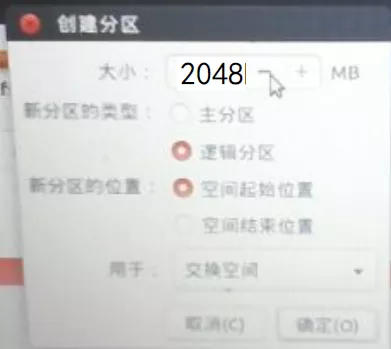 创建分区
大小： 2048 － ＋ MB
新分区的类型： 主分区
逻辑分区
新分区的位置： 空间起始位置
空间结束位置
用于： 交换空间
取消(C) 确定(O)